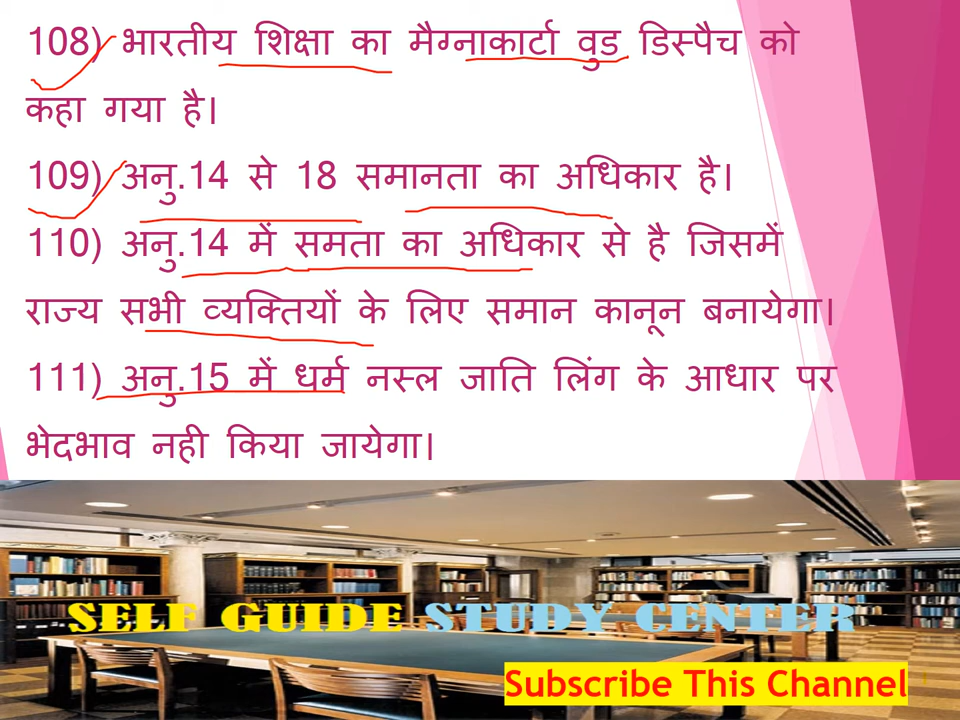 108) भारतीय शिक्षा का मैग्नाकार्टा वुड डिस्पैच को
कहा गया है।
109) अनु.14 से 18 समानता का अधिकार है।
110) अनु.14 में समता का अधिकार से है जिसमें
राज्य सभी व्यक्तियों के लिए समान कानून बनायेगा।
111) अनु.15 में धर्म नस्ल जाति लिंग के आधार पर
भेदभाव नही किया जायेगा।
SELF GUIDE STUDY CENTER
Subscribe This Channel